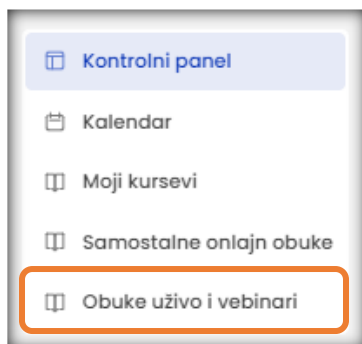 Kontrolni panel
Kalendar
Moji kursevi
Samostalne onlajn obuke
Obuke uživo i vebinari